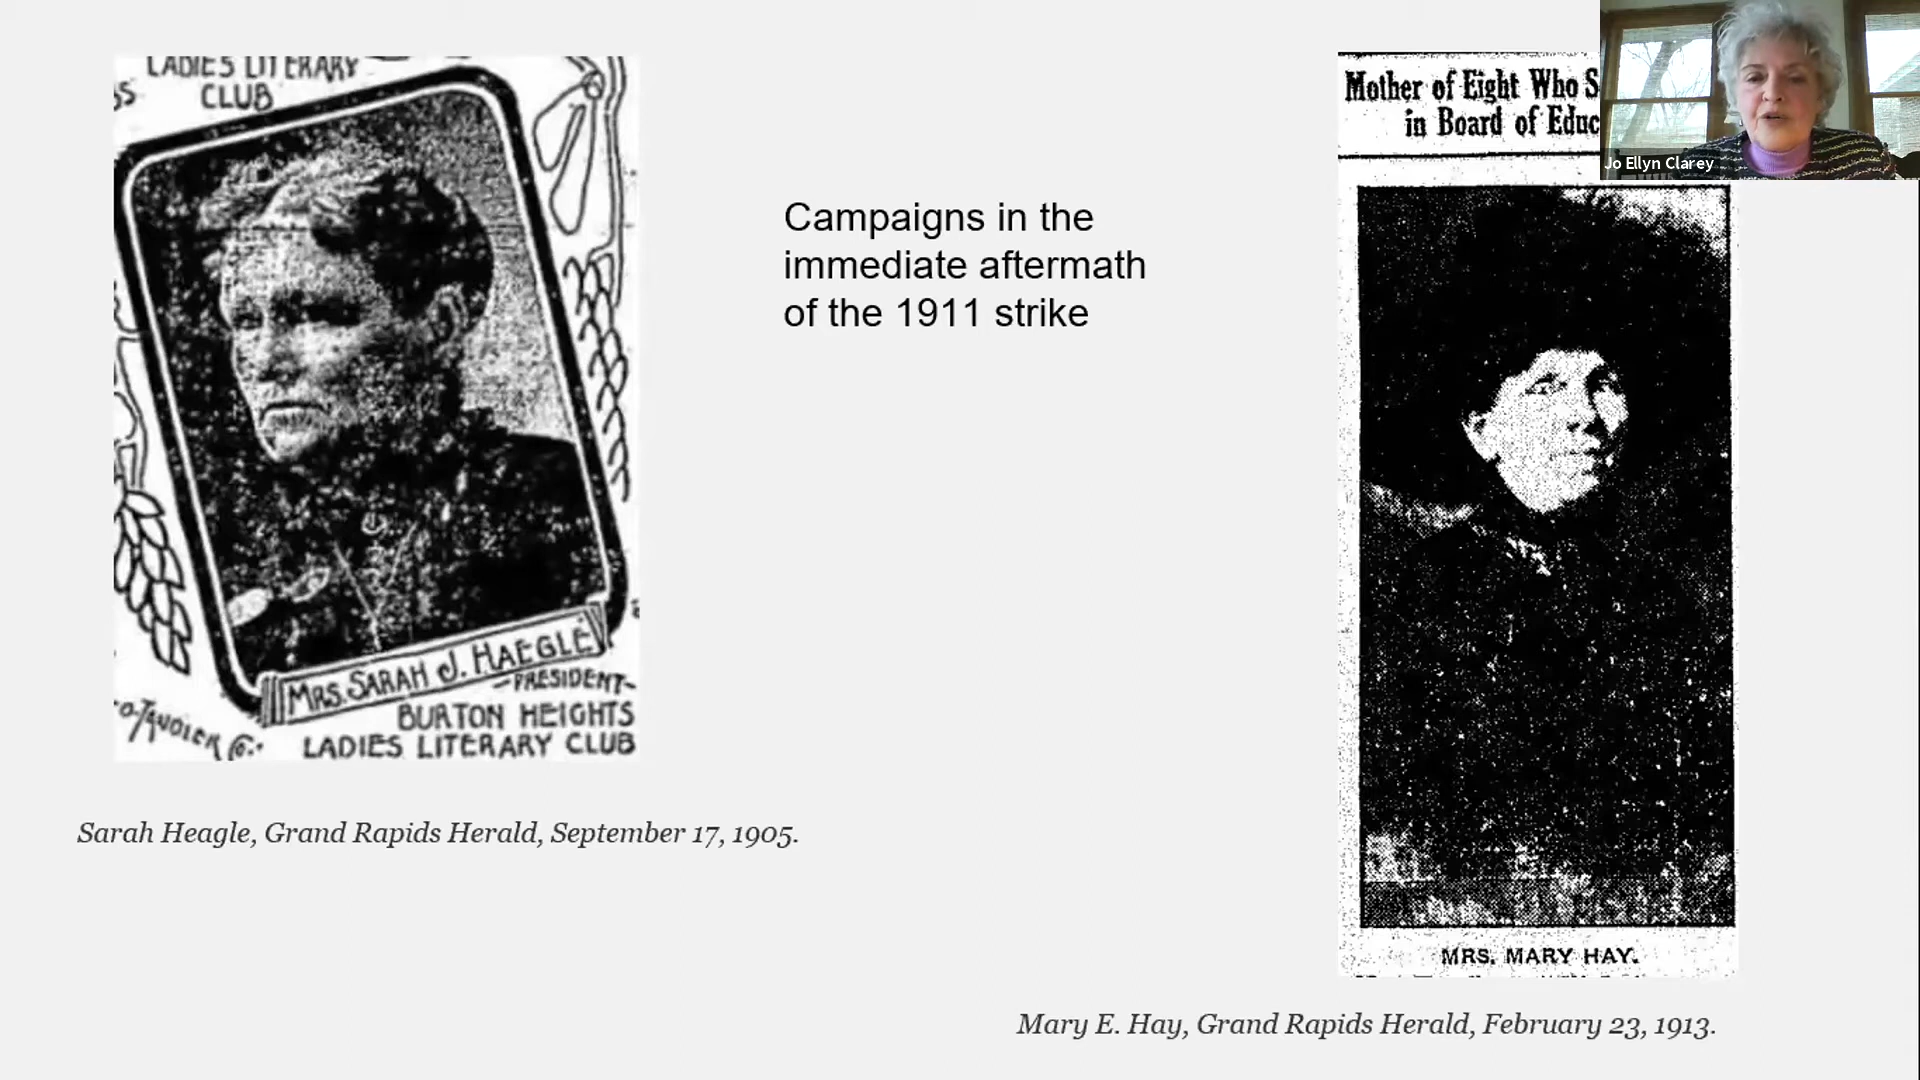 LADIES LITERARY
CLUB
MRS. SARAH J. HAEGLE
-PRESIDENT-
BURTON HEIGHTS
LADIES LITERARY CLUB
Sarah Heagle, Grand Rapids Herald, September 17, 1905.
Campaigns in the
immediate aftermath
of the 1911 strike
Mother of Eight Who S
in Board of Educ
Jo Ellyn Clarey
MRS. MARY HAY.
Mary E. Hay, Grand Rapids Herald, February 23, 1913.